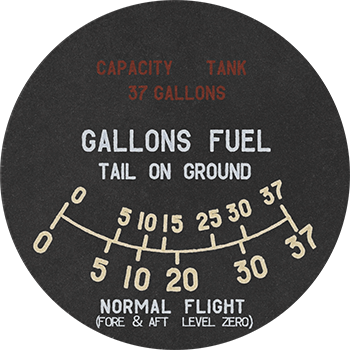 CAPACITY TANK
37 GALLONS
GALLONS FUEL
TAIL ON GROUND
0 5 10 15 25 30 37
0 5 10 20 30 37
NORMAL FLIGHT
(FORE & AFT LEVEL ZERO)